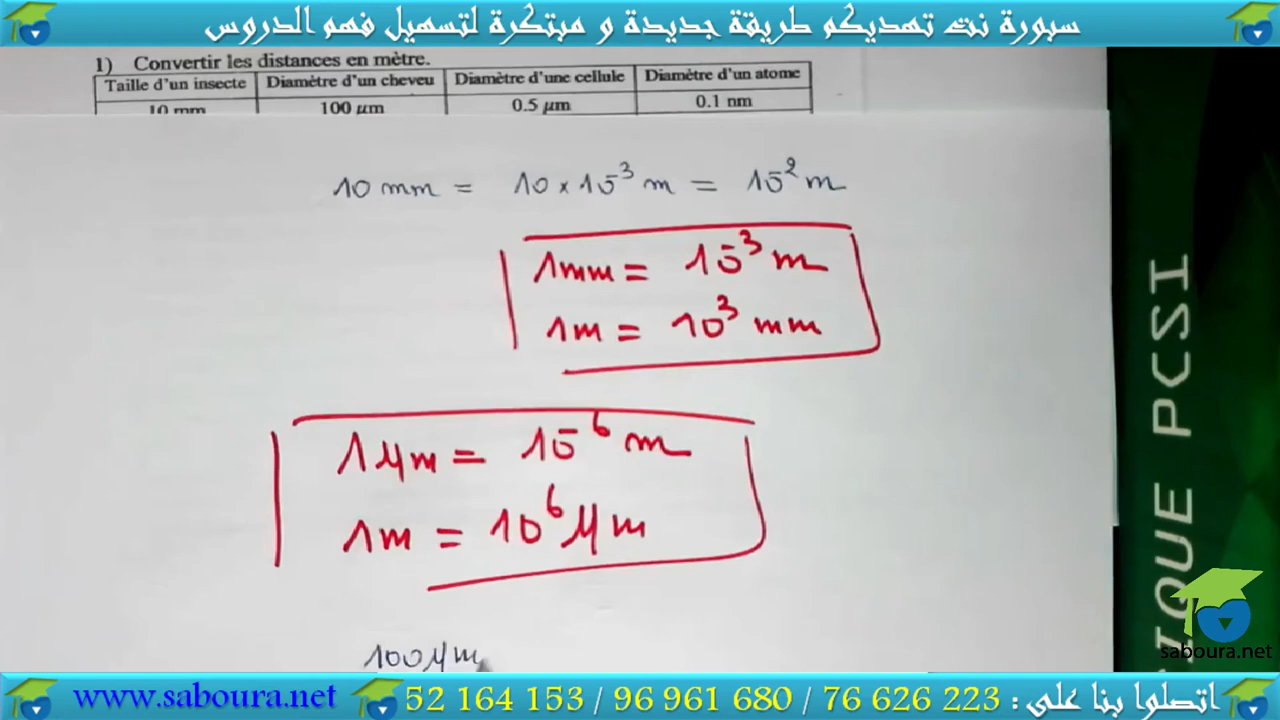 سبورة نت تهديكم طريقة جديدة و مبتكرة لتسهيل فهم الدروس
1) Convertir les distances en mètre.
Taille d'un insecte Diamètre d'un cheveu Diamètre d'une cellule Diamètre d'un atome
10 mm 100 µm 0.5 µm 0.1 nm
10 mm = 10 × 10⁻³ m = 10⁻² m
1mm = 10⁻³ m
1m = 10³ mm
1µm = 10⁻⁶ m
1m = 10⁶ µm
100µm
IQUE PCSI
saboura.net
www.saboura.net 52 164 153 / 96 961 680 / 76 626 223 : اتصلوا بنا على